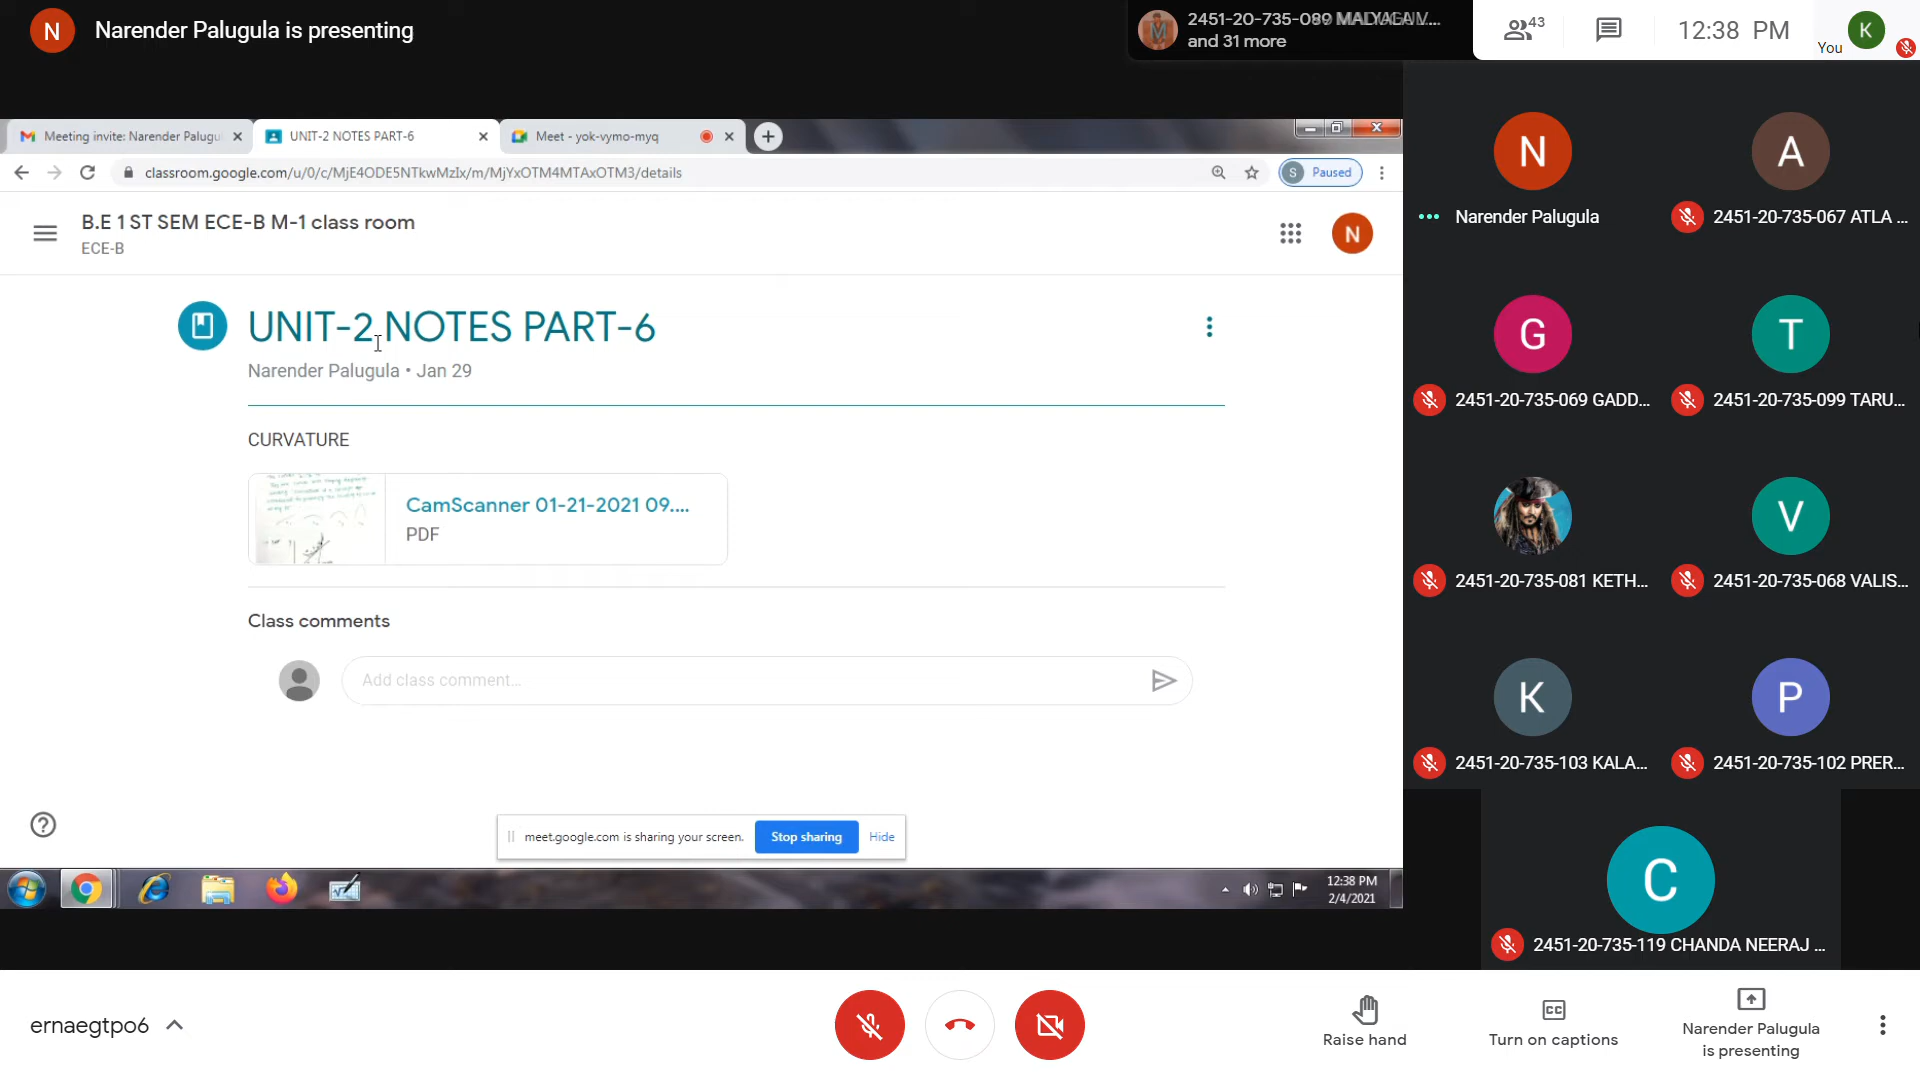 N Narender Palugula is presenting
and 31 more
43
12:38 PM
You K
Meeting invite: Narender Palugu
UNIT-2 NOTES PART-6
Meet - yok-vymo-myq
classroom.google.com/u/0/c/MjE4ODE5NTkwMzIx/m/MjYxOTM4MTAxOTM3/details
S Paused
B.E 1 ST SEM ECE-B M-1 class room
ECE-B
N
UNIT-2 NOTES PART-6
Narender Palugula • Jan 29
CURVATURE
CamScanner 01-21-2021 09....
PDF
Class comments
Add class comment...
meet.google.com is sharing your screen.
Stop sharing
Hide
12:38 PM
2/4/2021
N
Narender Palugula
A
2451-20-735-067 ATLA ...
G
2451-20-735-069 GADD...
T
2451-20-735-099 TARU...
2451-20-735-081 KETH...
V
2451-20-735-068 VALIS...
K
2451-20-735-103 KALA...
P
2451-20-735-102 PRER...
C
2451-20-735-119 CHANDA NEERAJ ...
ernaegtpo6
Raise hand
CC
Turn on captions
Narender Palugula
is presenting